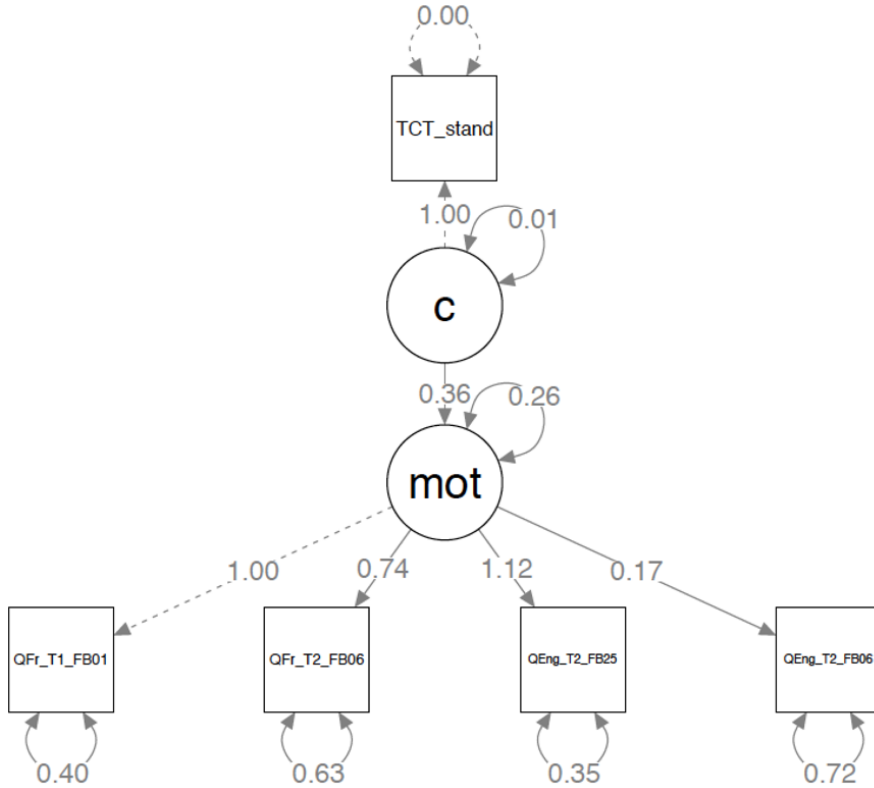 0.00
TCT_stand
1.00
0.01
c
0.36
0.26
mot
1.00
0.74
1.12
0.17
QFr_T1_FB01
QFr_T2_FB06
QEng_T2_FB25
QEng_T2_FB06
0.40
0.63
0.35
0.72